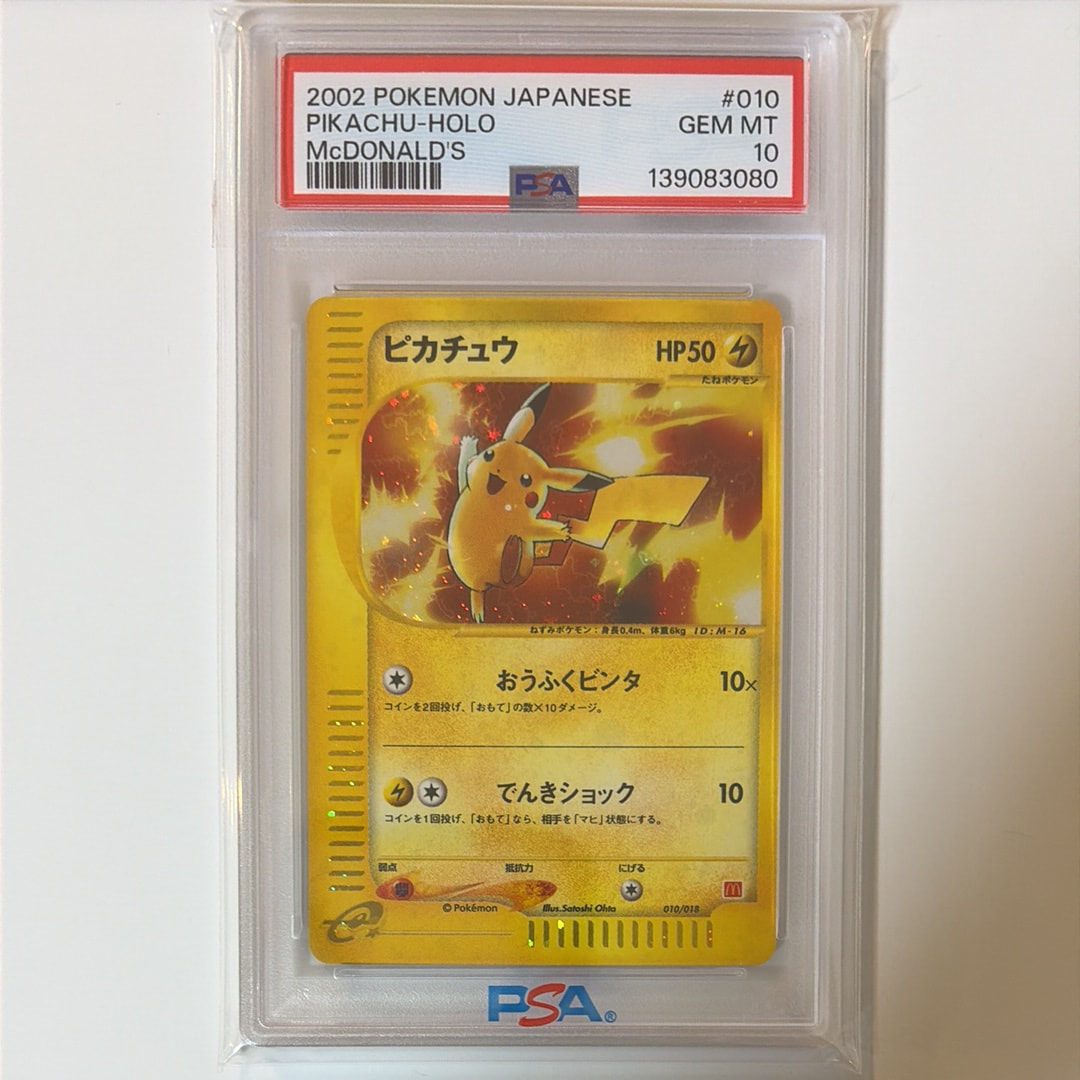 2002 POKEMON JAPANESE #010
PIKACHU-HOLO GEM MT
McDONALD'S 10
PSA 139083080
ピカチュウ HP50
たねポケモン
ねずみポケモン：身長0.4m、体重6kg ID：M-16
おうふくビンタ 10×
コインを2回投げ、「おもて」の数×10ダメージ。
でんきショック 10
コインを1回投げ、「おもて」なら、相手を「マヒ」状態にする。
弱点 抵抗力 にげる
© Pokémon Illus.Satoshi Ohta 010/018
PSA®